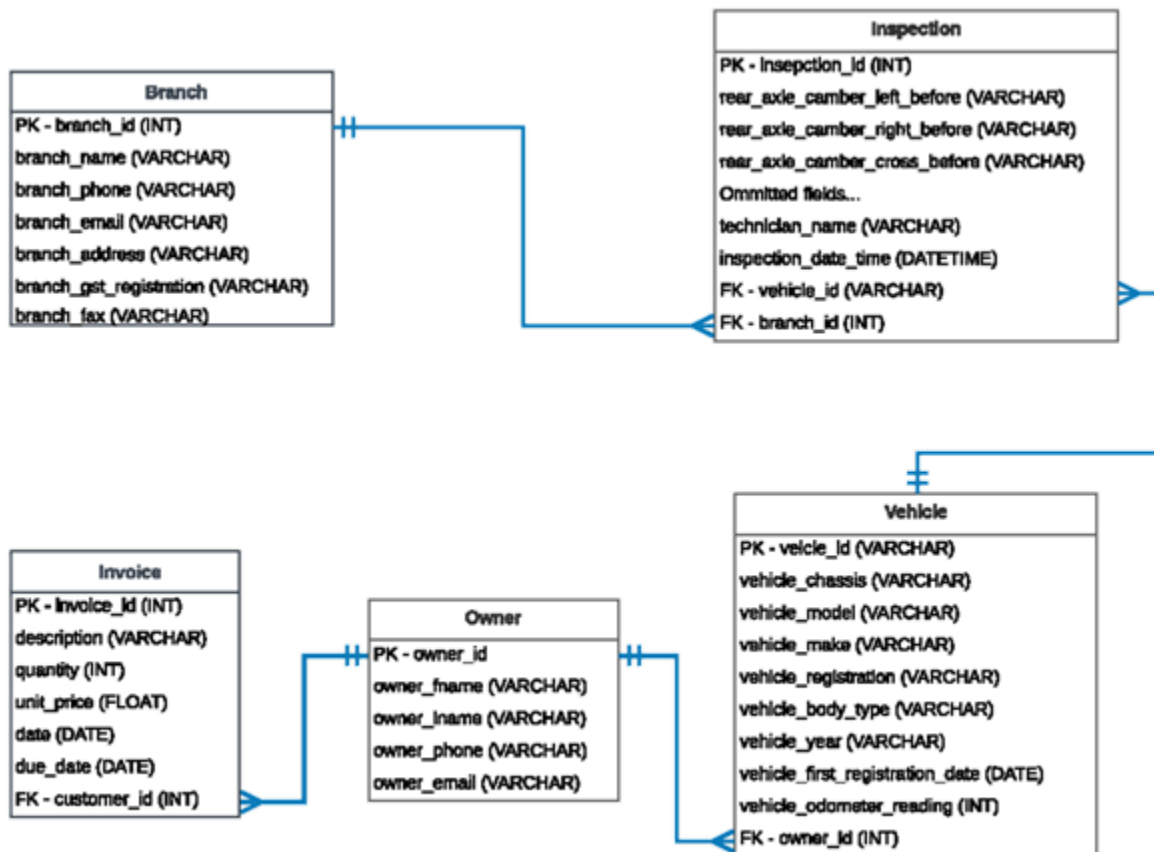 Branch
PK - branch_id (INT)
branch_name (VARCHAR)
branch_phone (VARCHAR)
branch_email (VARCHAR)
branch_address (VARCHAR)
branch_gst_registration (VARCHAR)
branch_fax (VARCHAR)
Inspection
PK - insepction_id (INT)
rear_axle_camber_left_before (VARCHAR)
rear_axle_camber_right_before (VARCHAR)
rear_axle_camber_cross_before (VARCHAR)
Ommitted fields...
technician_name (VARCHAR)
inspection_date_time (DATETIME)
FK - vehicle_id (VARCHAR)
FK - branch_id (INT)
Invoice
PK - invoice_id (INT)
description (VARCHAR)
quantity (INT)
unit_price (FLOAT)
date (DATE)
due_date (DATE)
FK - customer_id (INT)
Owner
PK - owner_id
owner_fname (VARCHAR)
owner_lname (VARCHAR)
owner_phone (VARCHAR)
owner_email (VARCHAR)
Vehicle
PK - veicle_id (VARCHAR)
vehicle_chassis (VARCHAR)
vehicle_model (VARCHAR)
vehicle_make (VARCHAR)
vehicle_registration (VARCHAR)
vehicle_body_type (VARCHAR)
vehicle_year (VARCHAR)
vehicle_first_registration_date (DATE)
vehicle_odometer_reading (INT)
FK - owner_id (INT)